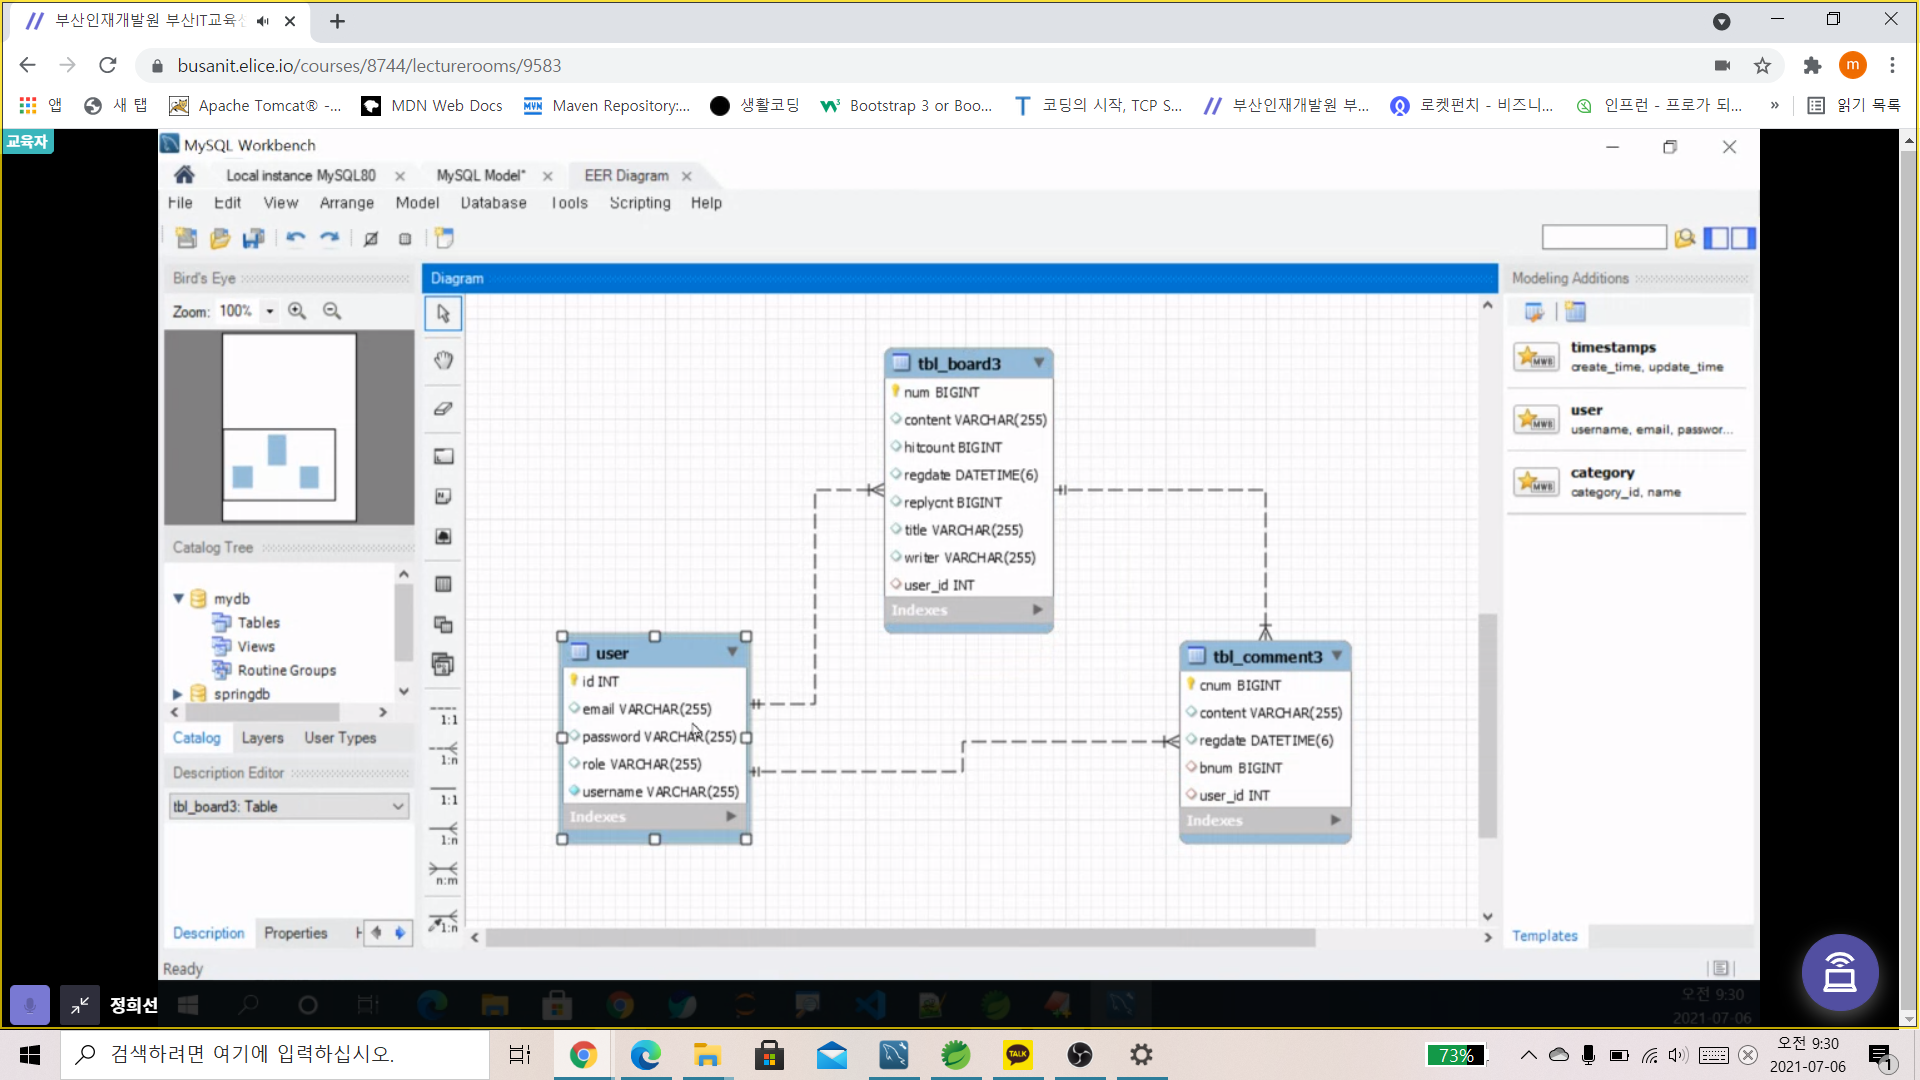 부산인재개발원 부산IT교육센
busanit.elice.io/courses/8744/lecturerooms/9583
m
앱
새 탭
Apache Tomcat® -...
MDN Web Docs
Maven Repository:...
생활코딩
Bootstrap 3 or Boo...
코딩의 시작, TCP S...
부산인재개발원 부...
로켓펀치 - 비즈니...
인프런 - 프로가 되...
»
읽기 목록
교육자
MySQL Workbench
Local instance MySQL80
MySQL Model*
EER Diagram
File Edit View Arrange Model Database Tools Scripting Help
Bird's Eye
Zoom: 100%
Catalog Tree
mydb
Tables
Views
Routine Groups
springdb
Catalog Layers User Types
Description Editor
tbl_board3: Table
Description Properties H
Ready
Diagram
1:1
1:n
1:1
1:n
n:m
1:n
tbl_board3
num BIGINT
content VARCHAR(255)
hitcount BIGINT
regdate DATETIME(6)
replycnt BIGINT
title VARCHAR(255)
writer VARCHAR(255)
user_id INT
Indexes
user
id INT
email VARCHAR(255)
password VARCHAR(255)
role VARCHAR(255)
username VARCHAR(255)
Indexes
tbl_comment3
cnum BIGINT
content VARCHAR(255)
regdate DATETIME(6)
bnum BIGINT
user_id INT
Indexes
Modeling Additions
MWB
timestamps
create_time, update_time
MWB
user
username, email, passwor...
MWB
category
category_id, name
Templates
정희선
오전 9:30
2021-07-06
검색하려면 여기에 입력하십시오.
TALK
73%
오전 9:30
2021-07-06
1